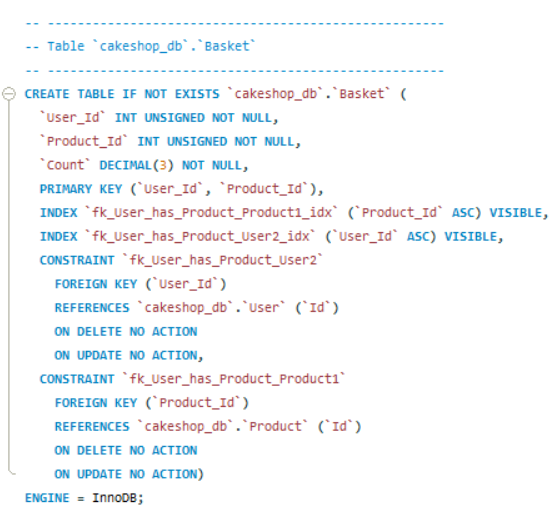 -- -----------------------------------------------------
-- Table `cakeshop_db`.`Basket`
-- -----------------------------------------------------
CREATE TABLE IF NOT EXISTS `cakeshop_db`.`Basket` (
  `User_Id` INT UNSIGNED NOT NULL,
  `Product_Id` INT UNSIGNED NOT NULL,
  `Count` DECIMAL(3) NOT NULL,
  PRIMARY KEY (`User_Id`, `Product_Id`),
  INDEX `fk_User_has_Product_Product1_idx` (`Product_Id` ASC) VISIBLE,
  INDEX `fk_User_has_Product_User2_idx` (`User_Id` ASC) VISIBLE,
  CONSTRAINT `fk_User_has_Product_User2`
    FOREIGN KEY (`User_Id`)
    REFERENCES `cakeshop_db`.`User` (`Id`)
    ON DELETE NO ACTION
    ON UPDATE NO ACTION,
  CONSTRAINT `fk_User_has_Product_Product1`
    FOREIGN KEY (`Product_Id`)
    REFERENCES `cakeshop_db`.`Product` (`Id`)
    ON DELETE NO ACTION
    ON UPDATE NO ACTION)
ENGINE = InnoDB;